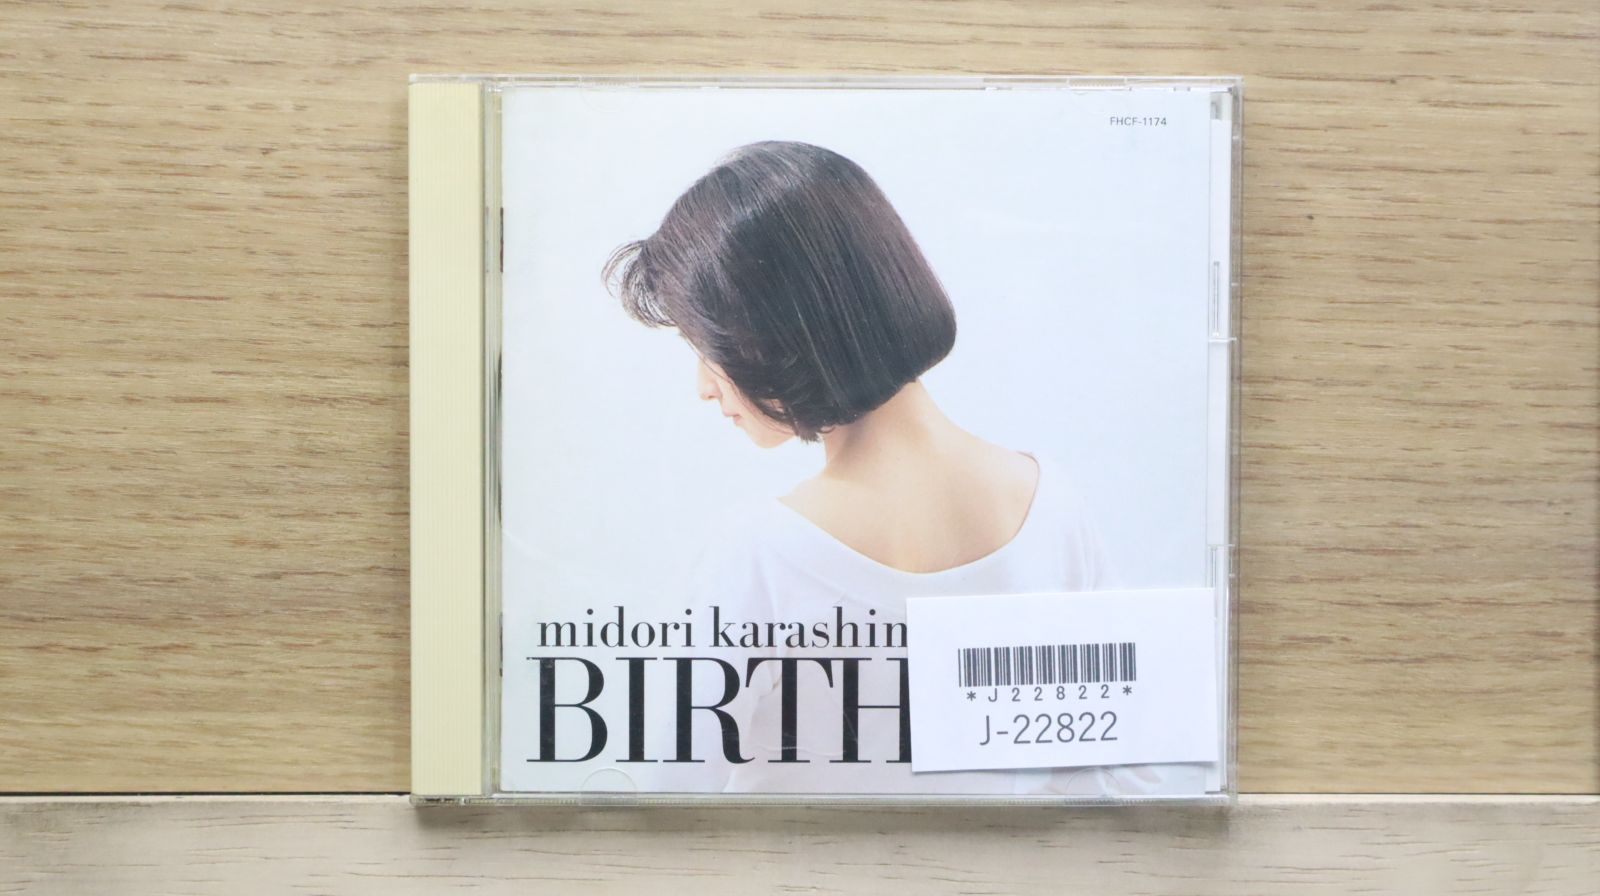 FHCF-1174
midori karashin
BIRTH
*J22822*
J-22822